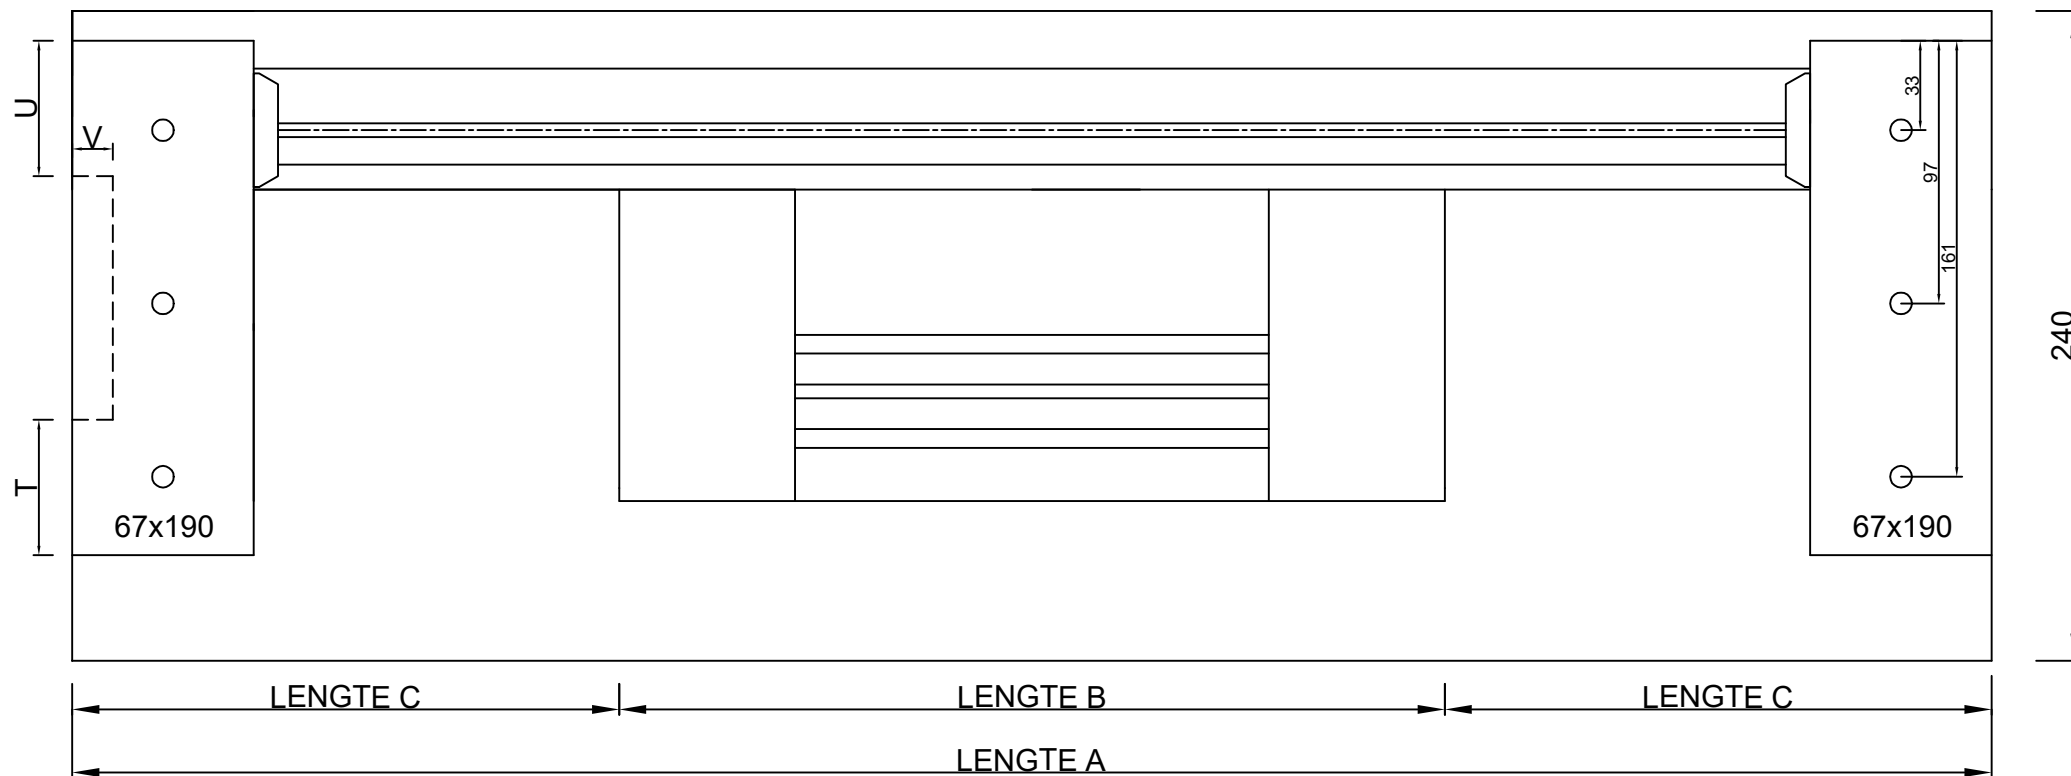 U
V
33
97
161
240
T
67x190
67x190
LENGTE C
LENGTE B
LENGTE C
LENGTE A